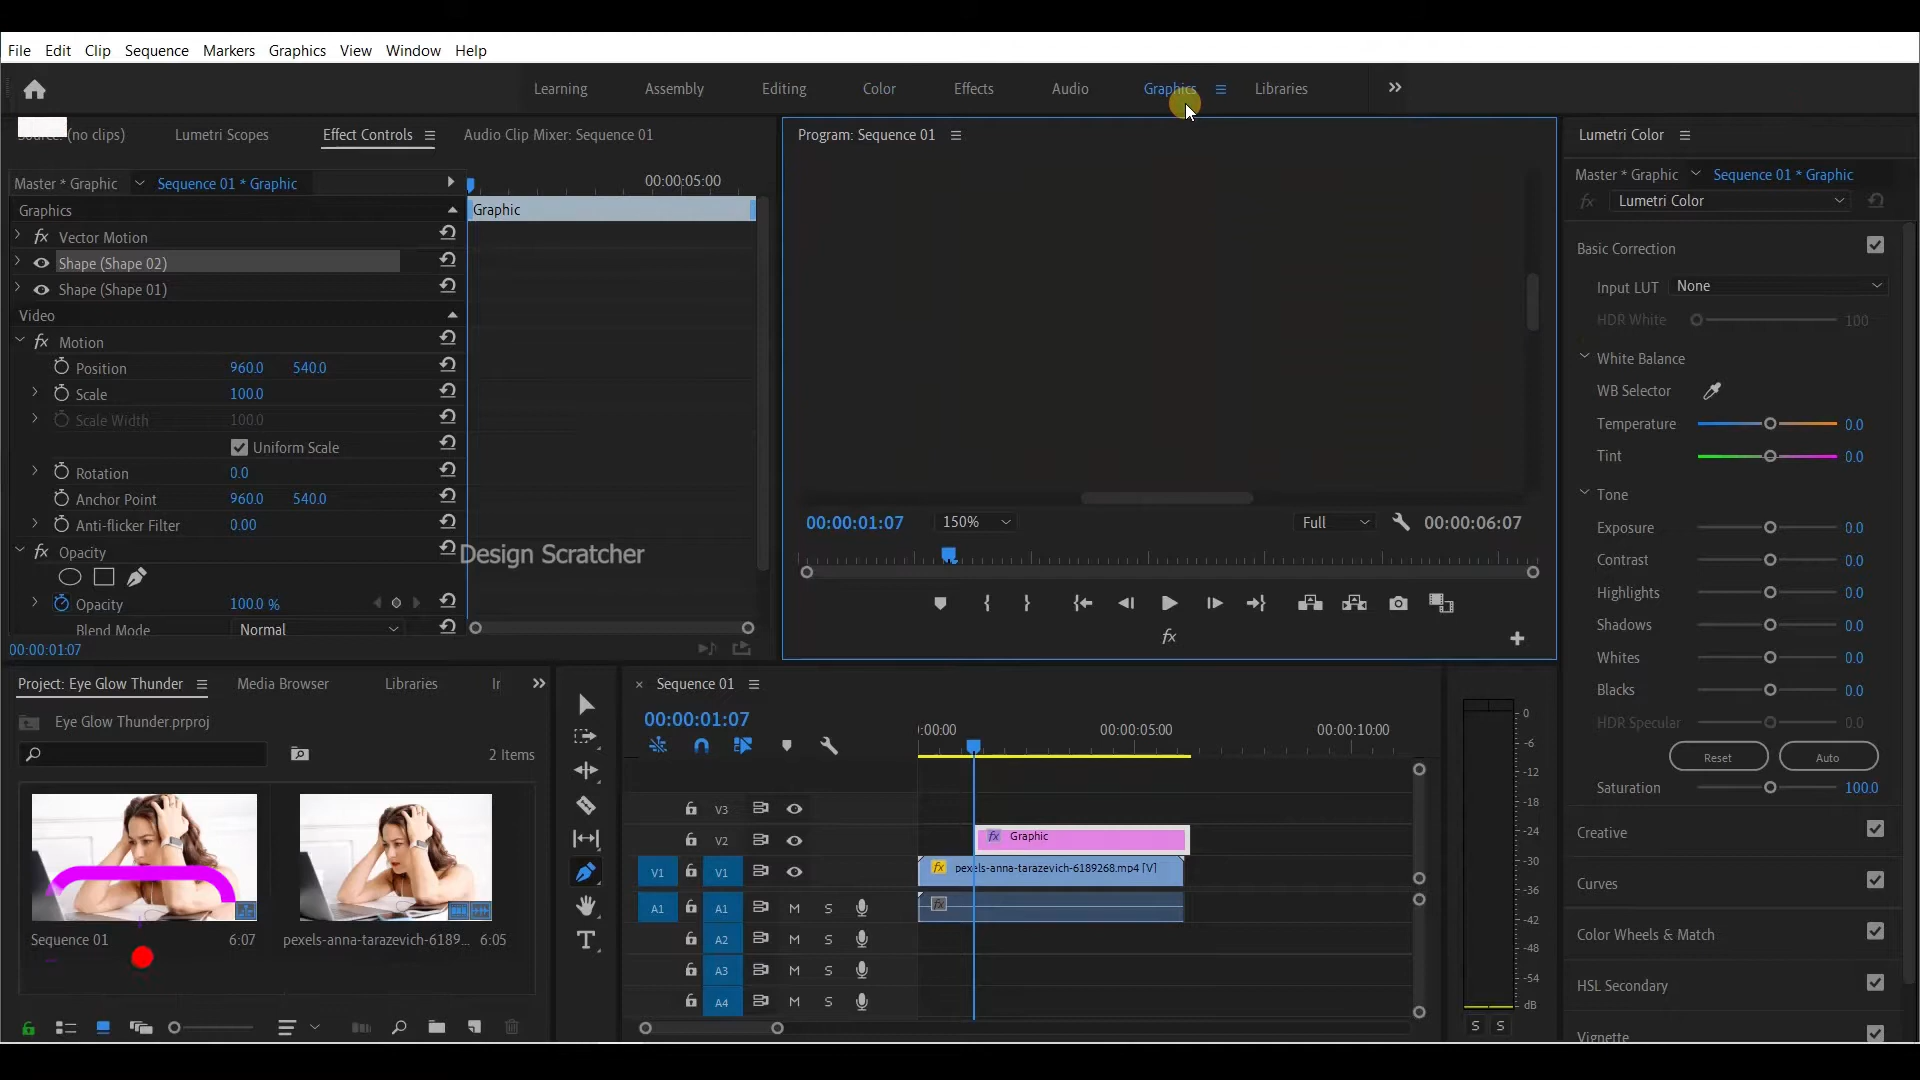 File Edit Clip Sequence Markers Graphics View Window Help
Learning Assembly Editing Color Effects Audio Graphics Libraries
(no clips) Lumetri Scopes Effect Controls Audio Clip Mixer: Sequence 01
Master * Graphic Sequence 01 * Graphic 00:00:05:00
Graphics
Graphic
fx Vector Motion
Shape (Shape 02)
Shape (Shape 01)
Video
fx Motion
Position 960.0 540.0
Scale 100.0
Scale Width 100.0
Uniform Scale
Rotation 0.0
Anchor Point 960.0 540.0
Anti-flicker Filter 0.00
fx Opacity
Opacity 100.0 %
Blend Mode Normal
00:00:01:07
Design Scratcher
Program: Sequence 01
00:00:01:07 150% Full 00:00:06:07
fx
Lumetri Color
Master * Graphic Sequence 01 * Graphic
fx Lumetri Color
Basic Correction
Input LUT None
HDR White 100
White Balance
WB Selector
Temperature 0.0
Tint 0.0
Tone
Exposure 0.0
Contrast 0.0
Highlights 0.0
Shadows 0.0
Whites 0.0
Blacks 0.0
HDR Specular 0.0
Reset Auto
Saturation 100.0
Creative
Curves
Color Wheels & Match
HSL Secondary
Vignette
Project: Eye Glow Thunder Media Browser Libraries
Eye Glow Thunder.prproj
2 Items
Sequence 01 6:07
pexels-anna-tarazevich-6189... 6:05
Sequence 01
00:00:01:07
:00:00 00:00:05:00 00:00:10:00
V3
V2
fx Graphic
V1 V1
fx pexels-anna-tarazevich-6189268.mp4 [V]
A1 A1 M S
fx
A2 M S
A3 M S
A4 M S
0
-6
-12
-18
-24
-30
-36
-42
-48
-54
dB
S S